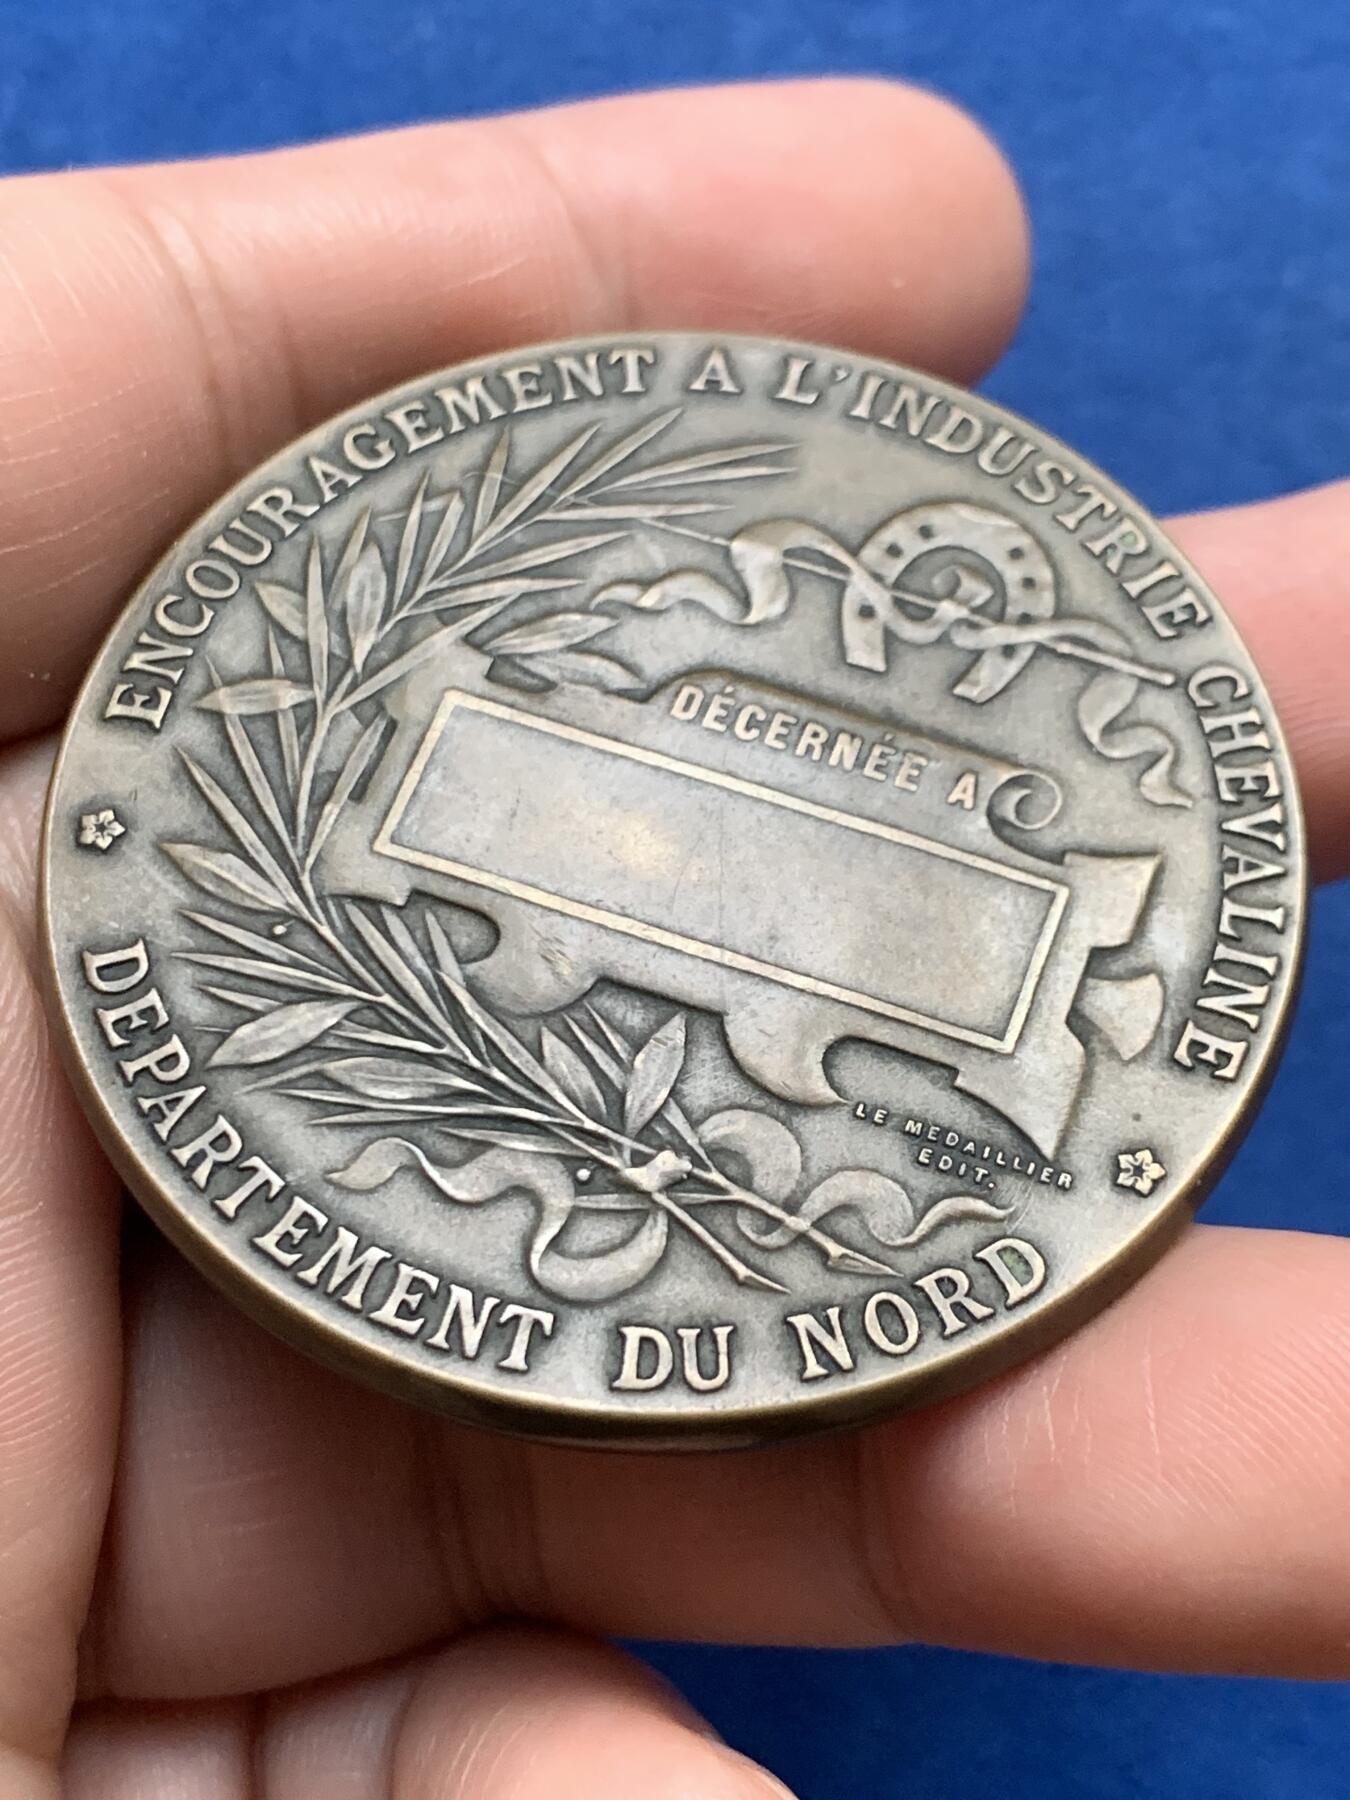 ENCOURAGEMENT A L'INDUSTRIE CHEVALINE
DÉCERNÉE A
LE MEDAILLIER
EDIT.
DEPARTEMENT DU NORD